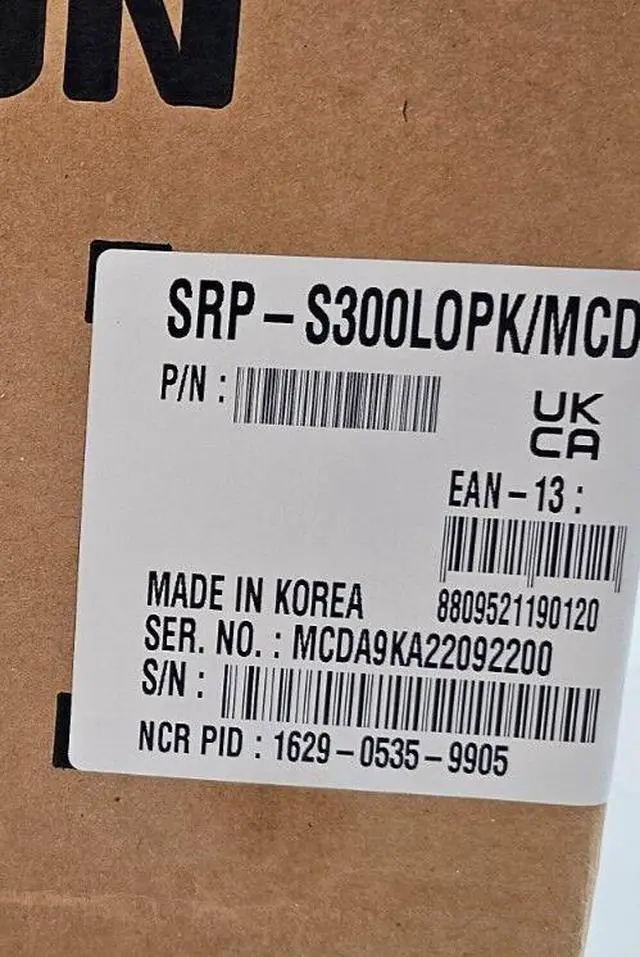 ON
SRP-S300LOPK/MCD
P/N :
UK
CA
EAN-13 :
8809521190120
MADE IN KOREA
SER. NO. : MCDA9KA22092200
S/N :
NCR PID : 1629-0535-9905